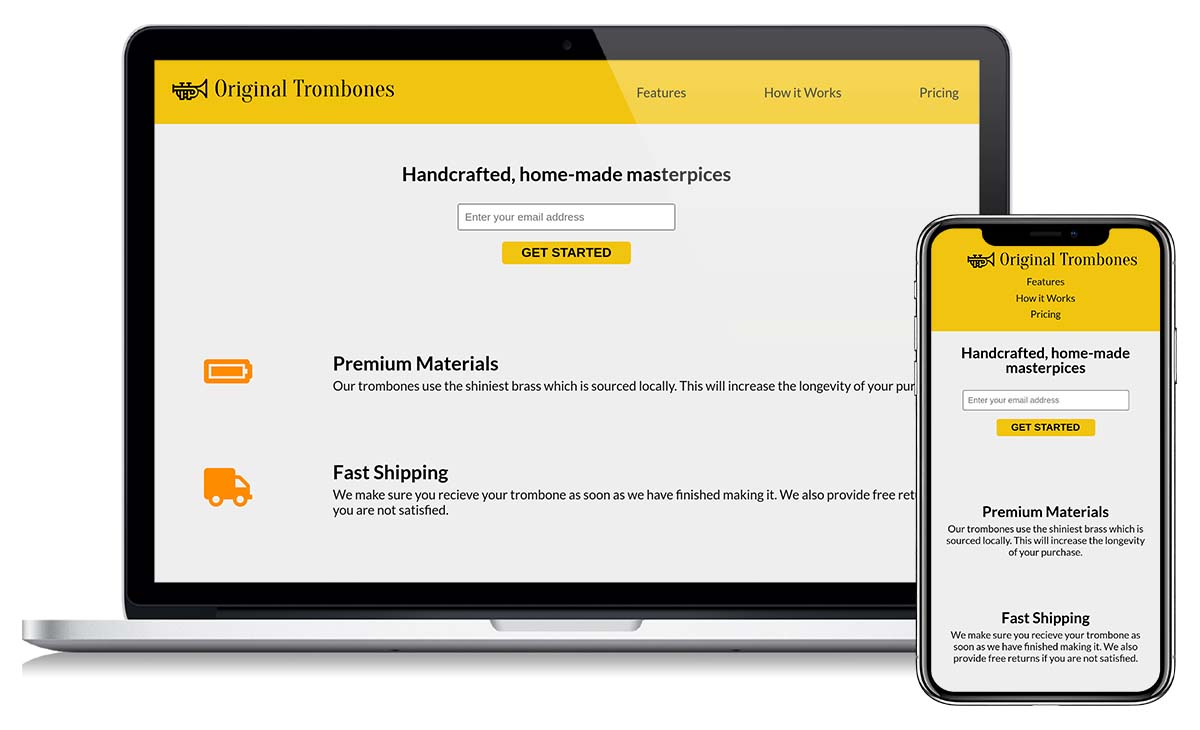 Original Trombones
Features
How it Works
Pricing
Handcrafted, home-made masterpices
Enter your email address
GET STARTED
Premium Materials
Our trombones use the shiniest brass which is sourced locally. This will increase the longevity of your pur
Fast Shipping
We make sure you recieve your trombone as soon as we have finished making it. We also provide free ret
you are not satisfied.
Original Trombones
Features
How it Works
Pricing
Handcrafted, home-made
masterpices
Enter your email address
GET STARTED
Premium Materials
Our trombones use the shiniest brass which is
sourced locally. This will increase the longevity
of your purchase.
Fast Shipping
We make sure you recieve your trombone as
soon as we have finished making it. We also
provide free returns if you are not satisfied.